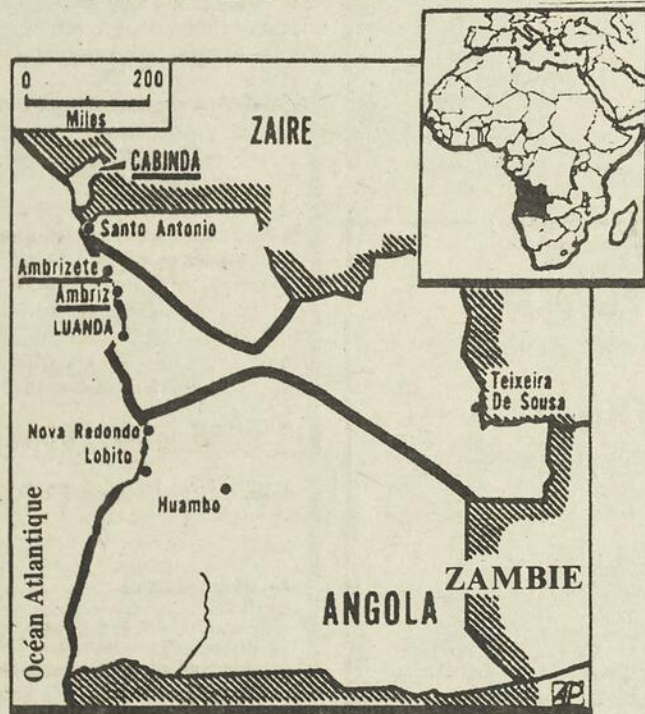 0 200
Miles
ZAIRE
CABINDA
Santo Antonio
Ambrizete
Ambriz
LUANDA
Teixeira
De Sousa
Nova Redondo
Lobito
Huambo
Océan Atlantique
ZAMBIE
ANGOLA
AP